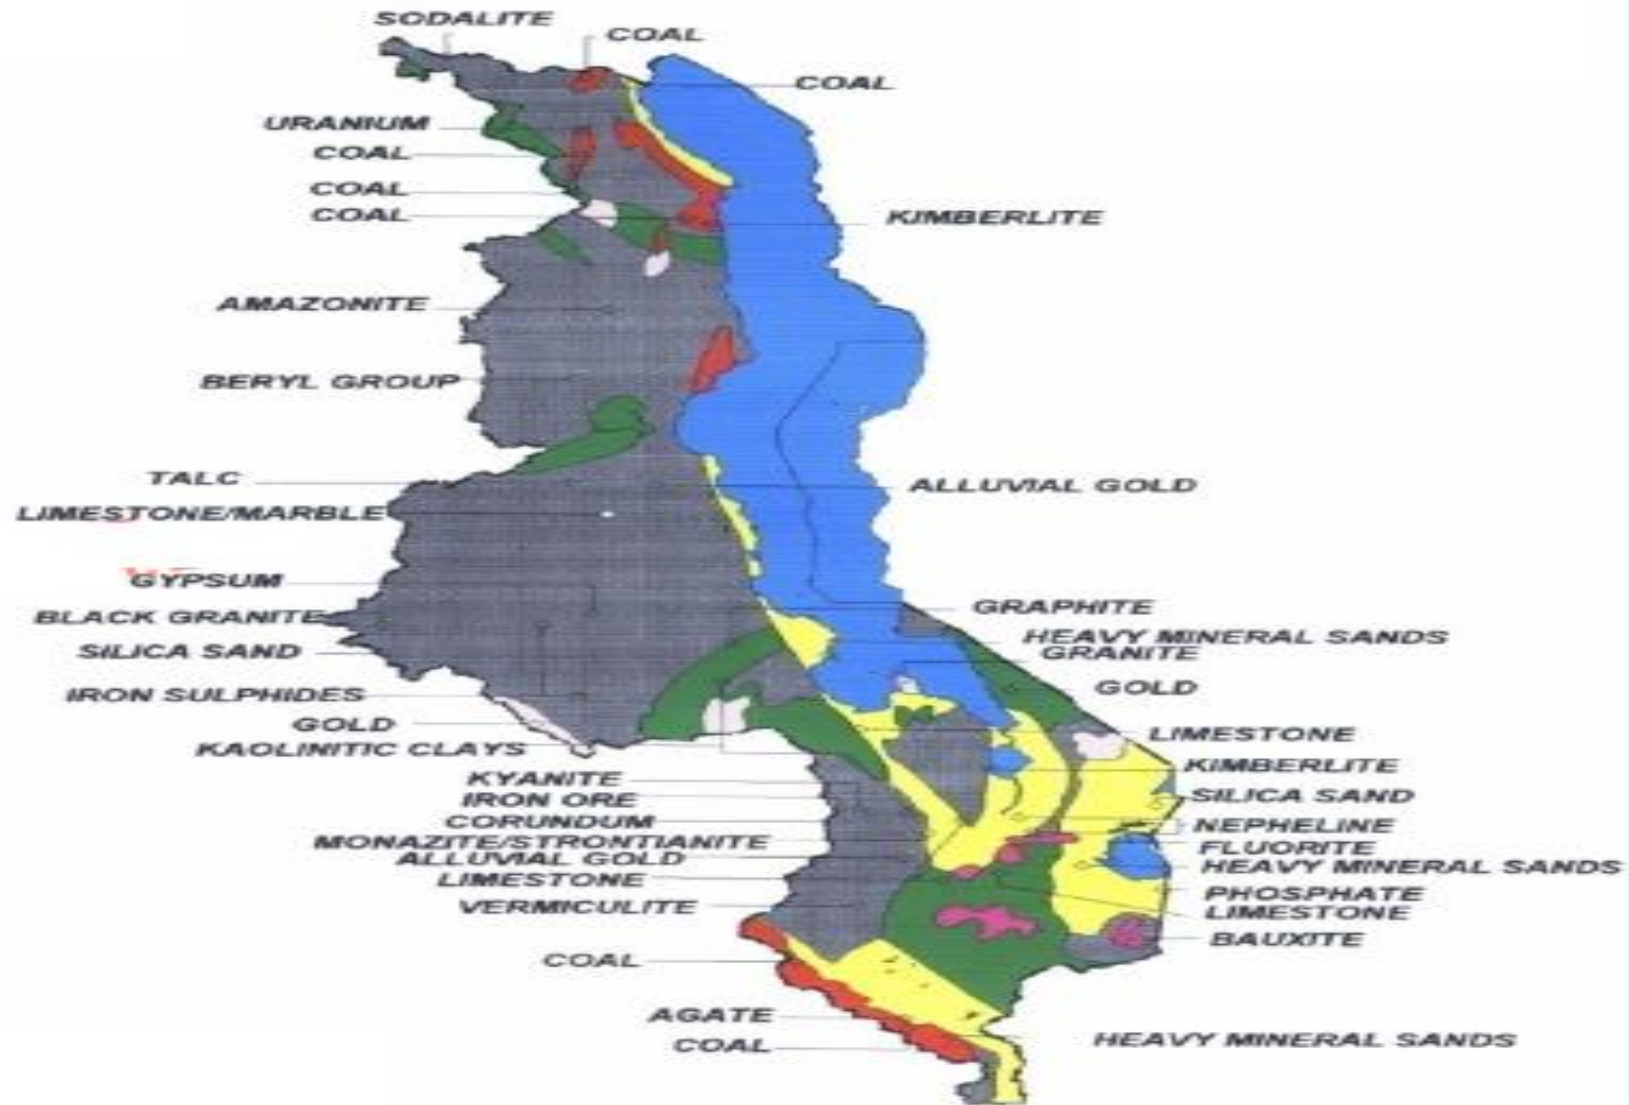 SODALITE
COAL
COAL
URANIUM
COAL
COAL
COAL
KIMBERLITE
AMAZONITE
BERYL GROUP
TALC
ALLUVIAL GOLD
LIMESTONE/MARBLE
GYPSUM
GRAPHITE
BLACK GRANITE
HEAVY MINERAL SANDS
SILICA SAND
GRANITE
IRON SULPHIDES
GOLD
GOLD
LIMESTONE
KAOLINITIC CLAYS
KIMBERLITE
KYANITE
SILICA SAND
IRON ORE
CORUNDUM
NEPHELINE
MONAZITE/STRONTIANITE
FLUORITE
ALLUVIAL GOLD
HEAVY MINERAL SANDS
LIMESTONE
PHOSPHATE
VERMICULITE
LIMESTONE
BAUXITE
COAL
AGATE
HEAVY MINERAL SANDS
COAL